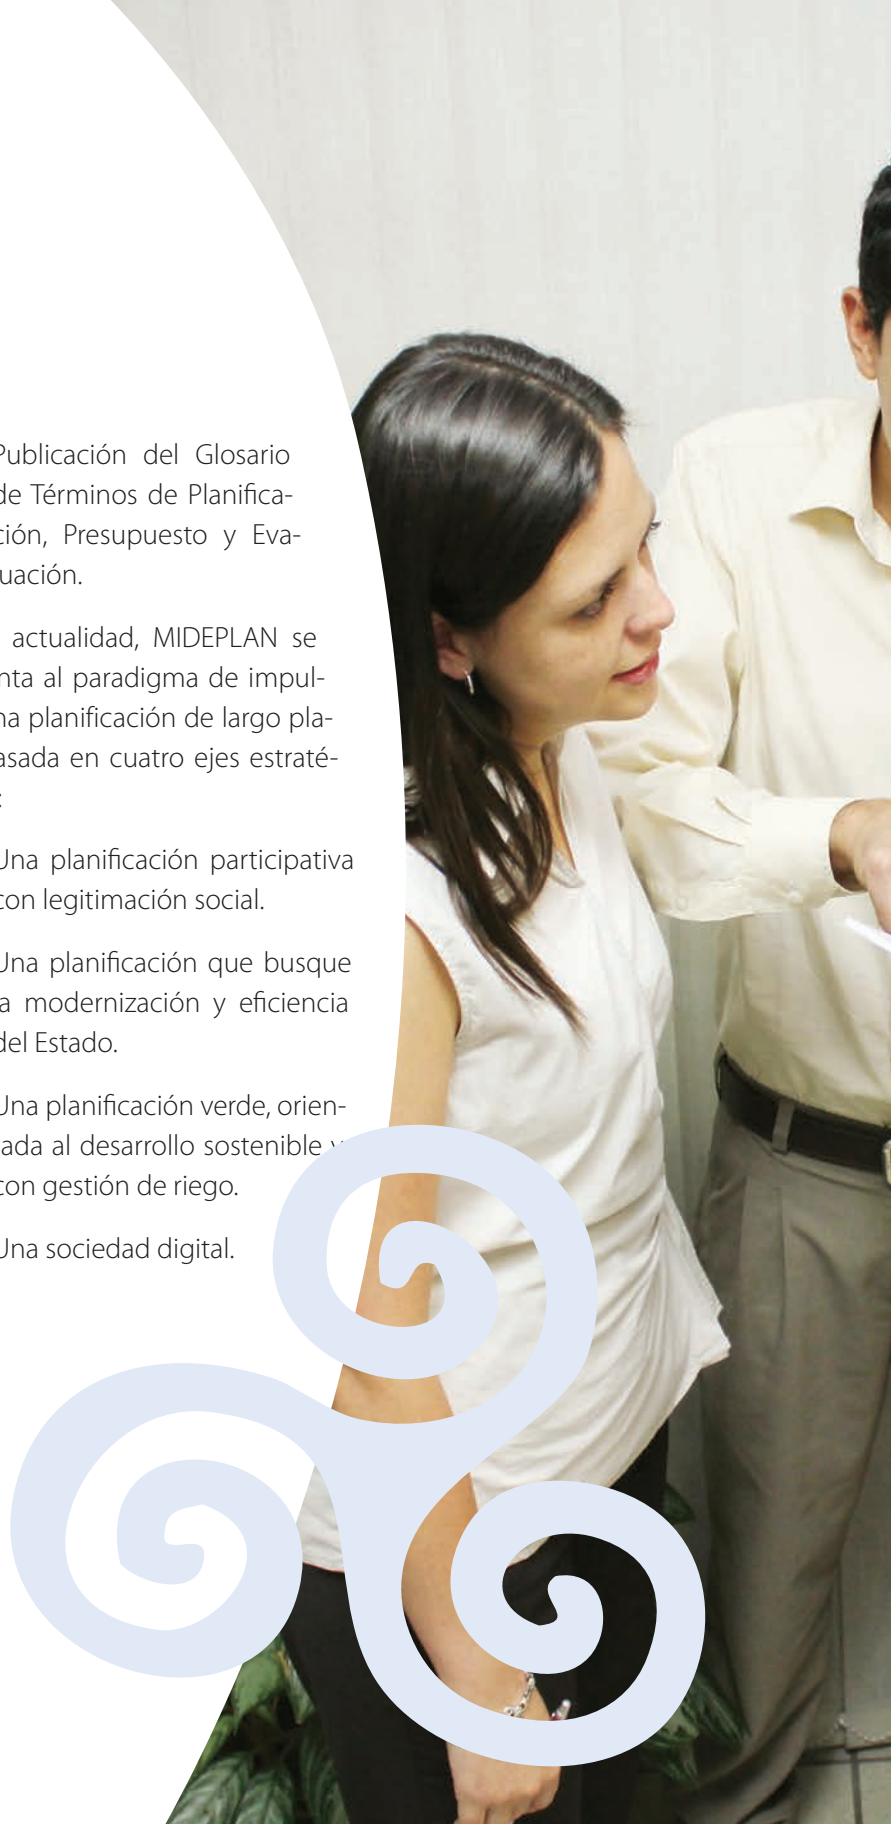 Publicación del Glosario
de Términos de Planifica-
ción, Presupuesto y Eva-
uación.
actualidad, MIDEPLAN se
nta al paradigma de impul-
na planificación de largo pla-
asada en cuatro ejes estraté-
:
Una planificación participativa
con legitimación social.
Una planificación que busque
la modernización y eficiencia
del Estado.
Una planificación verde, orien-
tada al desarrollo sostenible y
con gestión de riego.
Una sociedad digital.